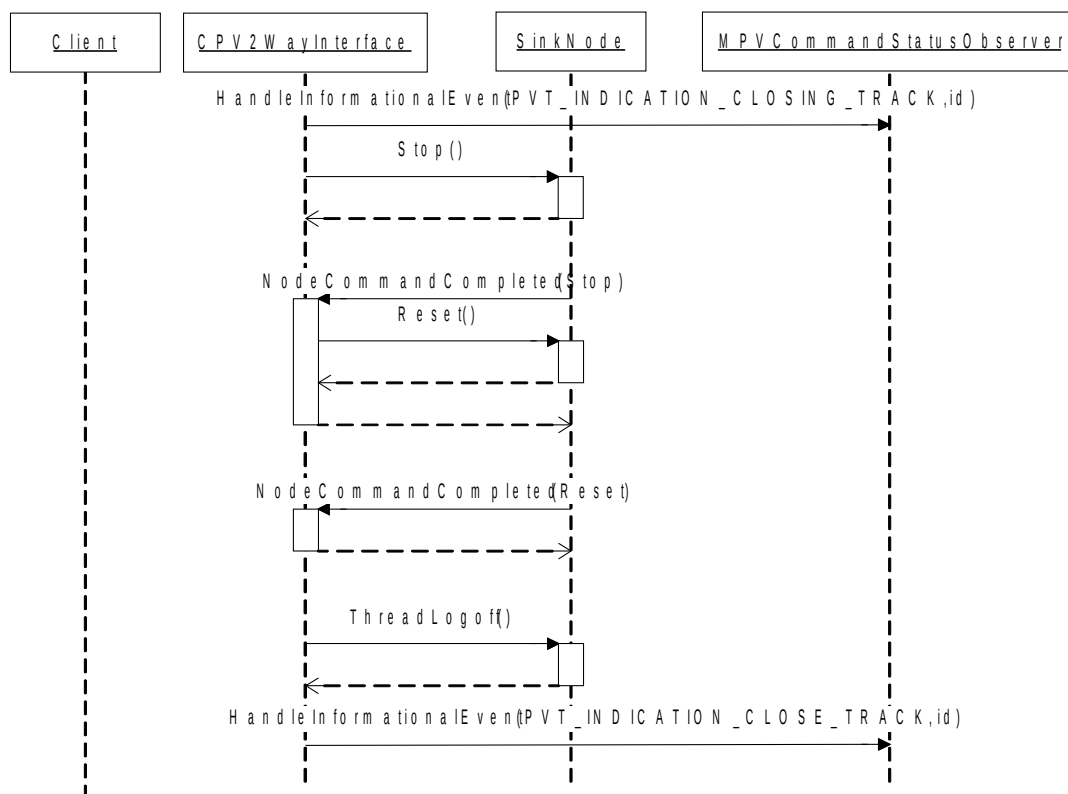 Client
CPV2WayInterface
SinkNode
MPVCommandStatusObserver
HandleInformationalEvent(PVT_INDICATION_CLOSING_TRACK,id)
Stop()
NodeCommandCompleted(Stop)
Reset()
NodeCommandCompleted(Reset)
ThreadLogoff()
HandleInformationalEvent(PVT_INDICATION_CLOSE_TRACK,id)